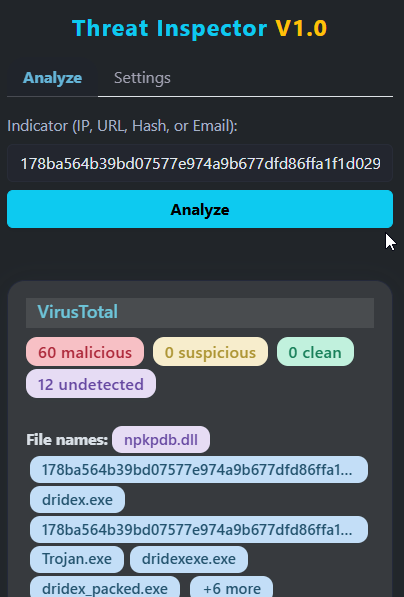 Threat Inspector V1.0
Analyze Settings
Indicator (IP, URL, Hash, or Email):
178ba564b39bd07577e974a9b677dfd86ffa1f1d029
Analyze
VirusTotal
60 malicious 0 suspicious 0 clean
12 undetected
File names: npkpdb.dll
178ba564b39bd07577e974a9b677dfd86ffa1...
dridex.exe
178ba564b39bd07577e974a9b677dfd86ffa1...
Trojan.exe dridexexe.exe
dridex_packed.exe +6 more